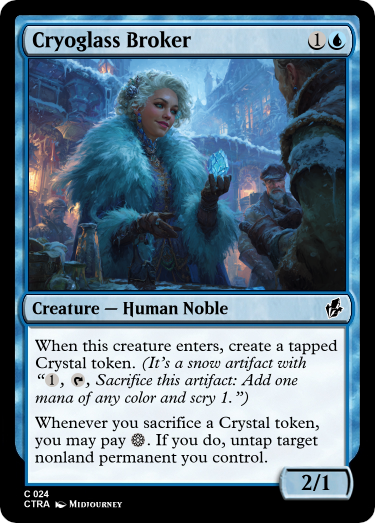 Cryoglass Broker 1
Creature — Human Noble
When this creature enters, create a tapped
Crystal token. (It's a snow artifact with
"1, , Sacrifice this artifact: Add one
mana of any color and scry 1.")
Whenever you sacrifice a Crystal token,
you may pay . If you do, untap target
nonland permanent you control.
2/1
C 024
CTRA Midjourney